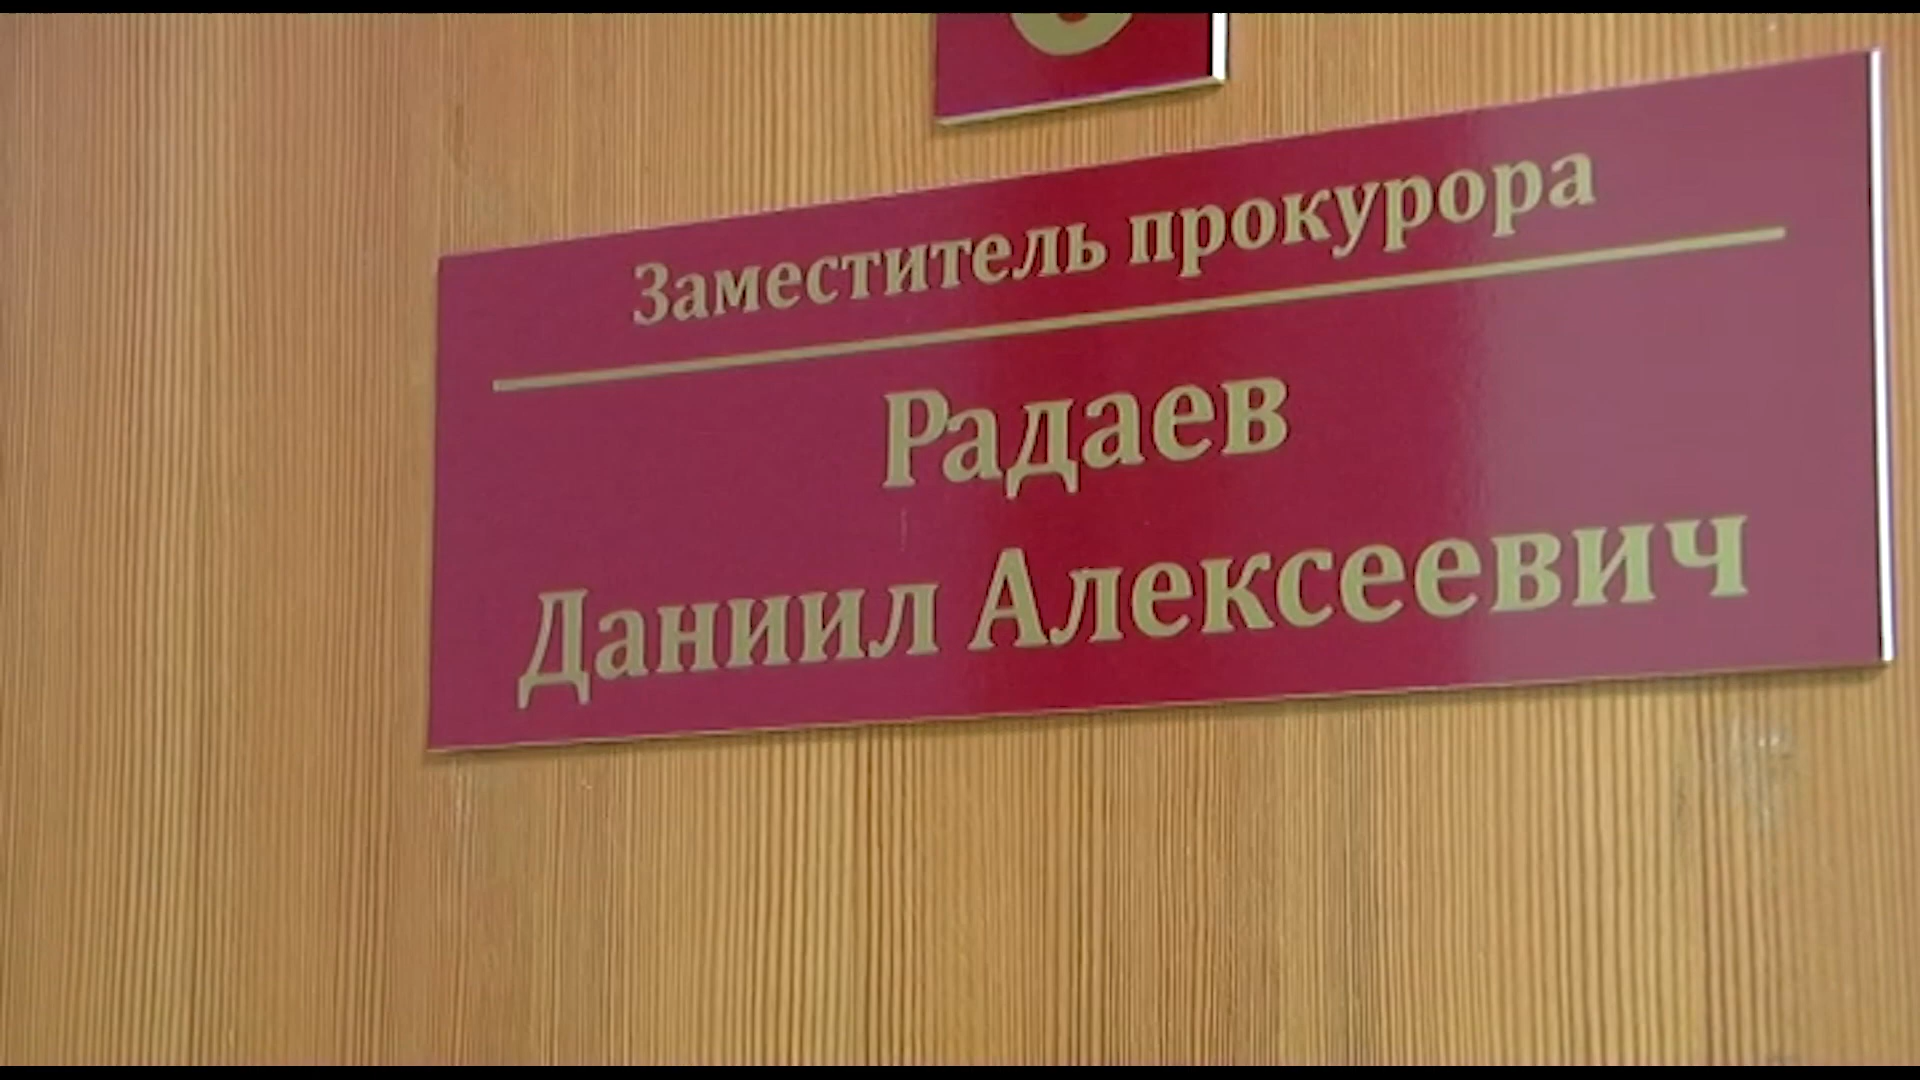 Заместитель прокурора
Радаев
Даниил Алексеевич